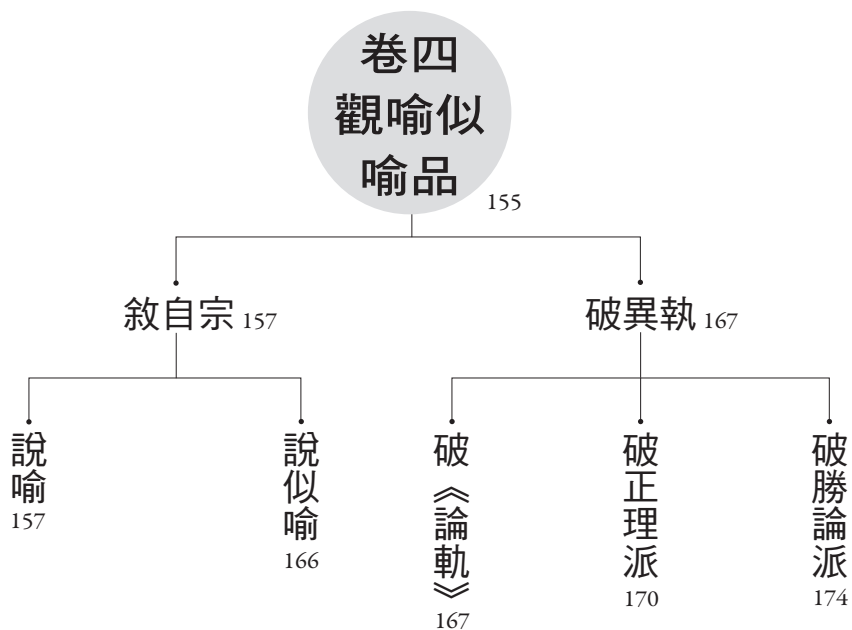 卷四
觀喻似
喻品
155
敘自宗 157
破異執 167
說喻
157
說似喻
166
破《論軌》
167
破正理派
170
破勝論派
174